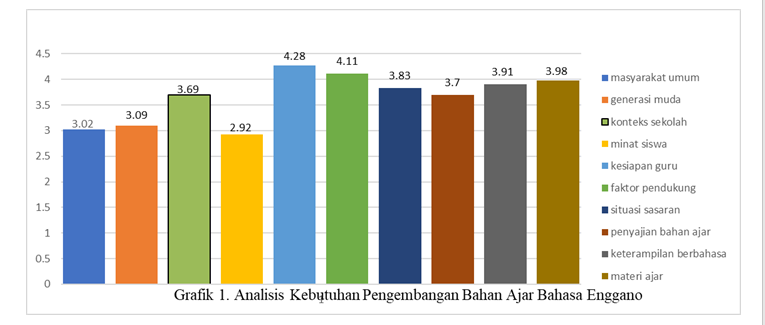 4.5
4
3.5
3
2.5
2
1.5
1
0.5
0
3.02
3.09
3.69
2.92
4.28
4.11
3.83
3.7
3.91
3.98
masyarakat umum
generasi muda
konteks sekolah
minat siswa
kesiapan guru
faktor pendukung
situasi sasaran
penyajian bahan ajar
keterampilan berbahasa
materi ajar
Grafik 1. Analisis Kebutuhan Pengembangan Bahan Ajar Bahasa Enggano